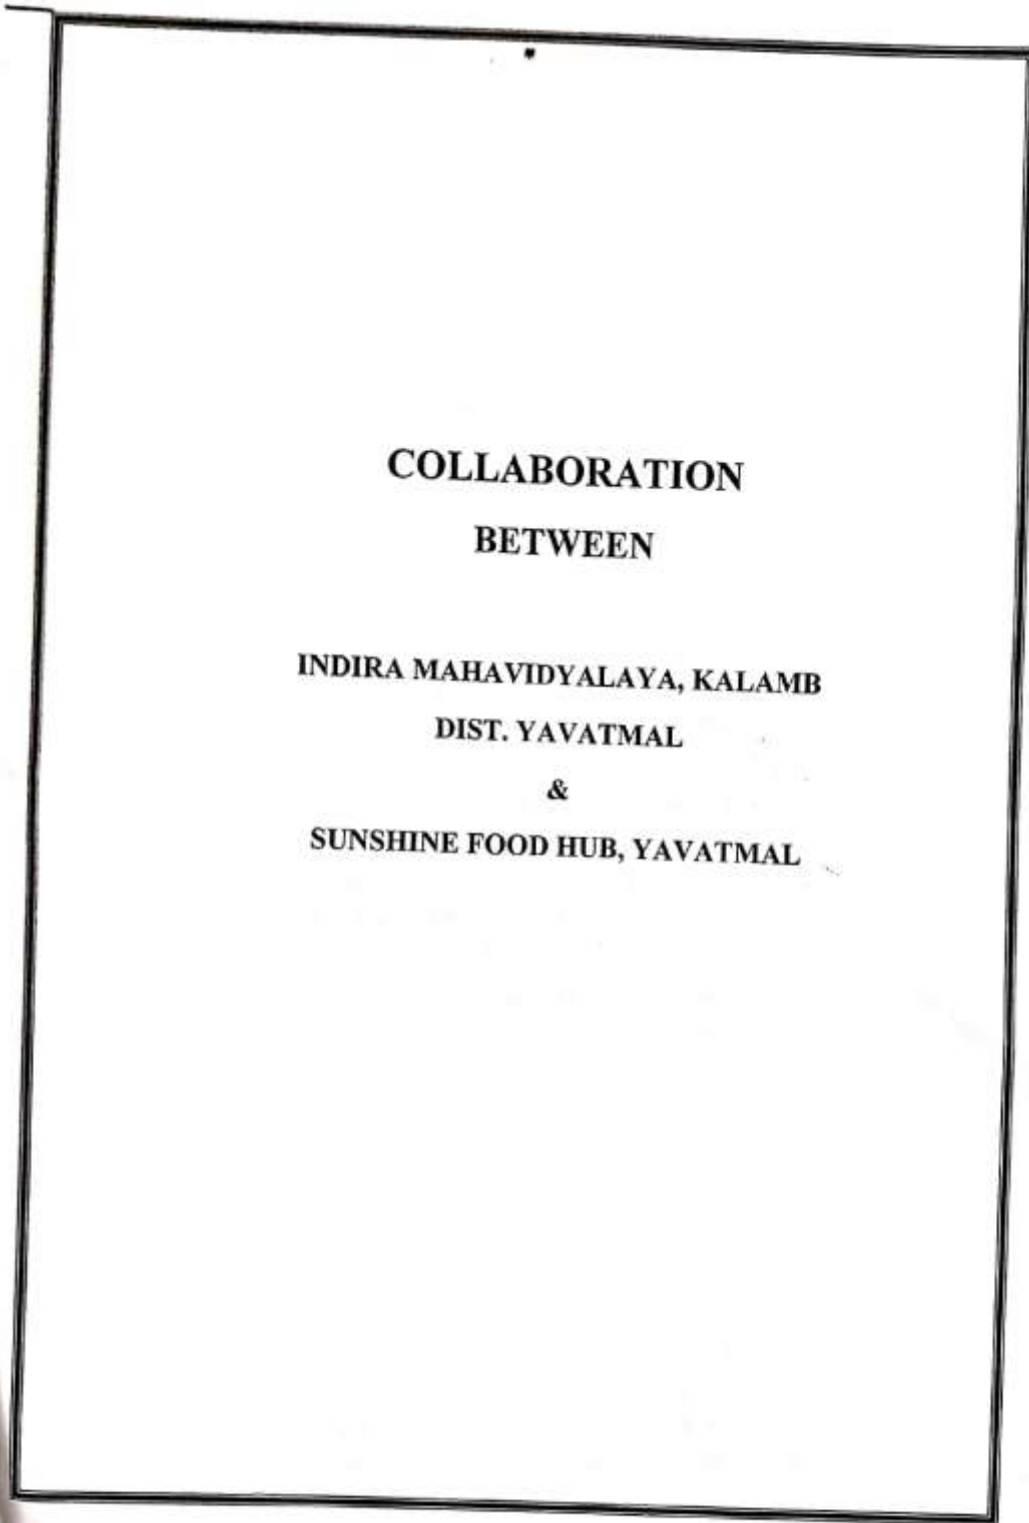 COLLABORATION
BETWEEN
INDIRA MAHAVIDYALAYA, KALAMB
DIST. YAVATMAL
&
SUNSHINE FOOD HUB, YAVATMAL